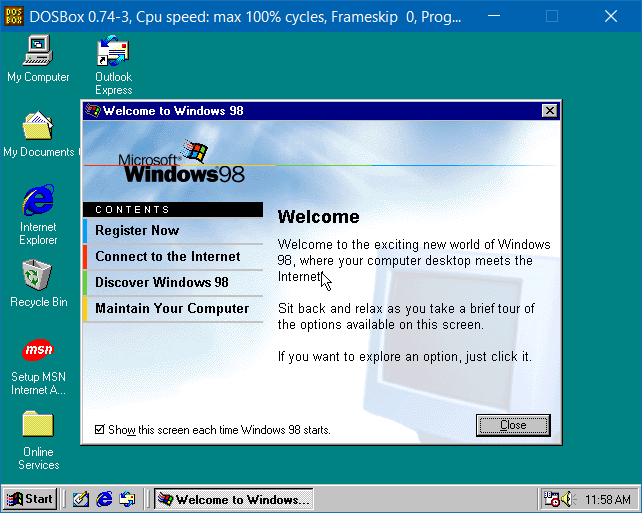 DOSBox 0.74-3, Cpu speed: max 100% cycles, Frameskip 0, Prog...
My Computer
Outlook
Express
My Documents
Internet
Explorer
Recycle Bin
msn
Setup MSN
Internet A...
Online
Services
Welcome to Windows 98
Microsoft®
Windows98
CONTENTS
Register Now
Connect to the Internet
Discover Windows 98
Maintain Your Computer
Welcome
Welcome to the exciting new world of Windows
98, where your computer desktop meets the
Internet.
Sit back and relax as you take a brief tour of
the options available on this screen.
If you want to explore an option, just click it.
Show this screen each time Windows 98 starts.
Close
Start
Welcome to Windows...
11:58 AM